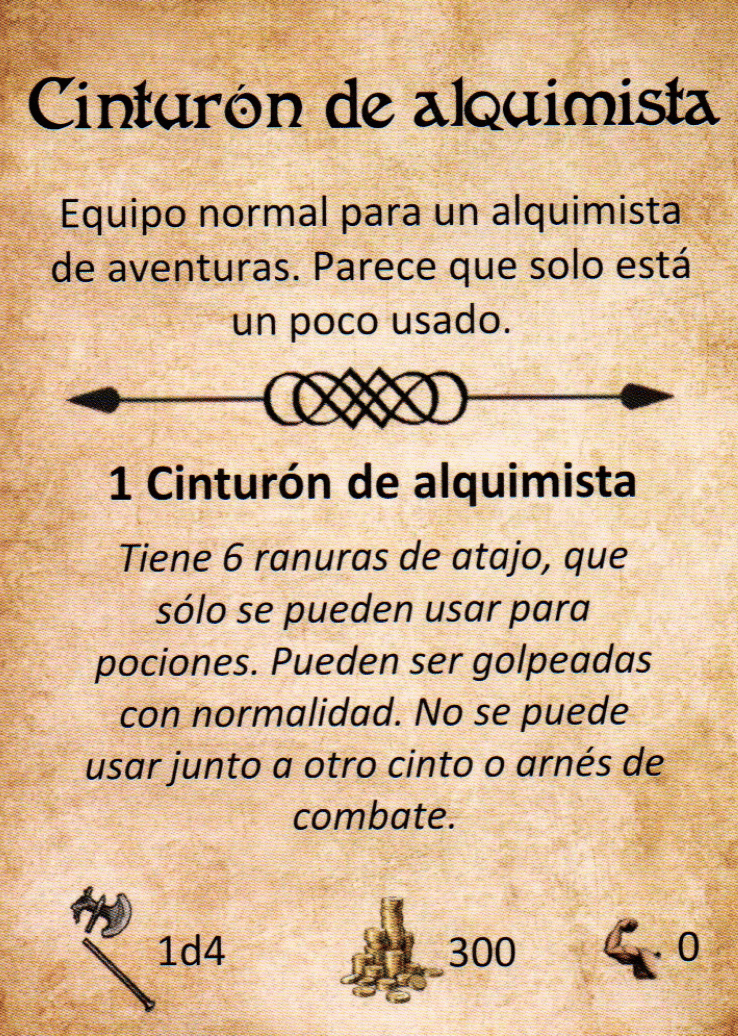 Cinturón de alquimista
Equipo normal para un alquimista
de aventuras. Parece que solo está
un poco usado.
1 Cinturón de alquimista
Tiene 6 ranuras de atajo, que
sólo se pueden usar para
pociones. Pueden ser golpeadas
con normalidad. No se puede
usar junto a otro cinto o arnés de
combate.
1d4 300 0